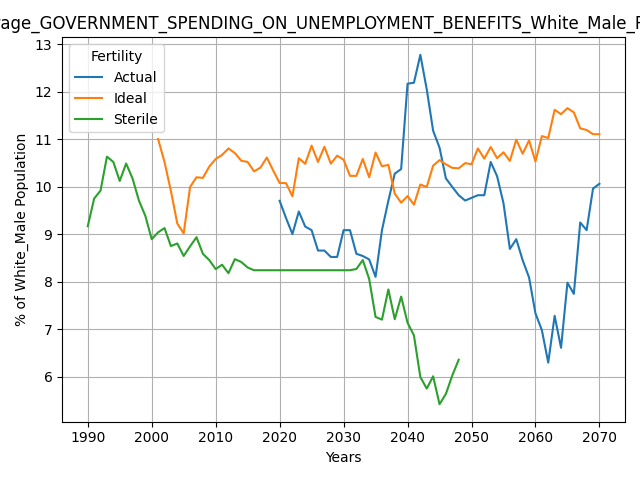 rage_GOVERNMENT_SPENDING_ON_UNEMPLOYMENT_BENEFITS_White_Male_F
Fertility
Actual
Ideal
Sterile
% of White_Male Population
13
12
11
10
9
8
7
6
1990 2000 2010 2020 2030 2040 2050 2060 2070
Years